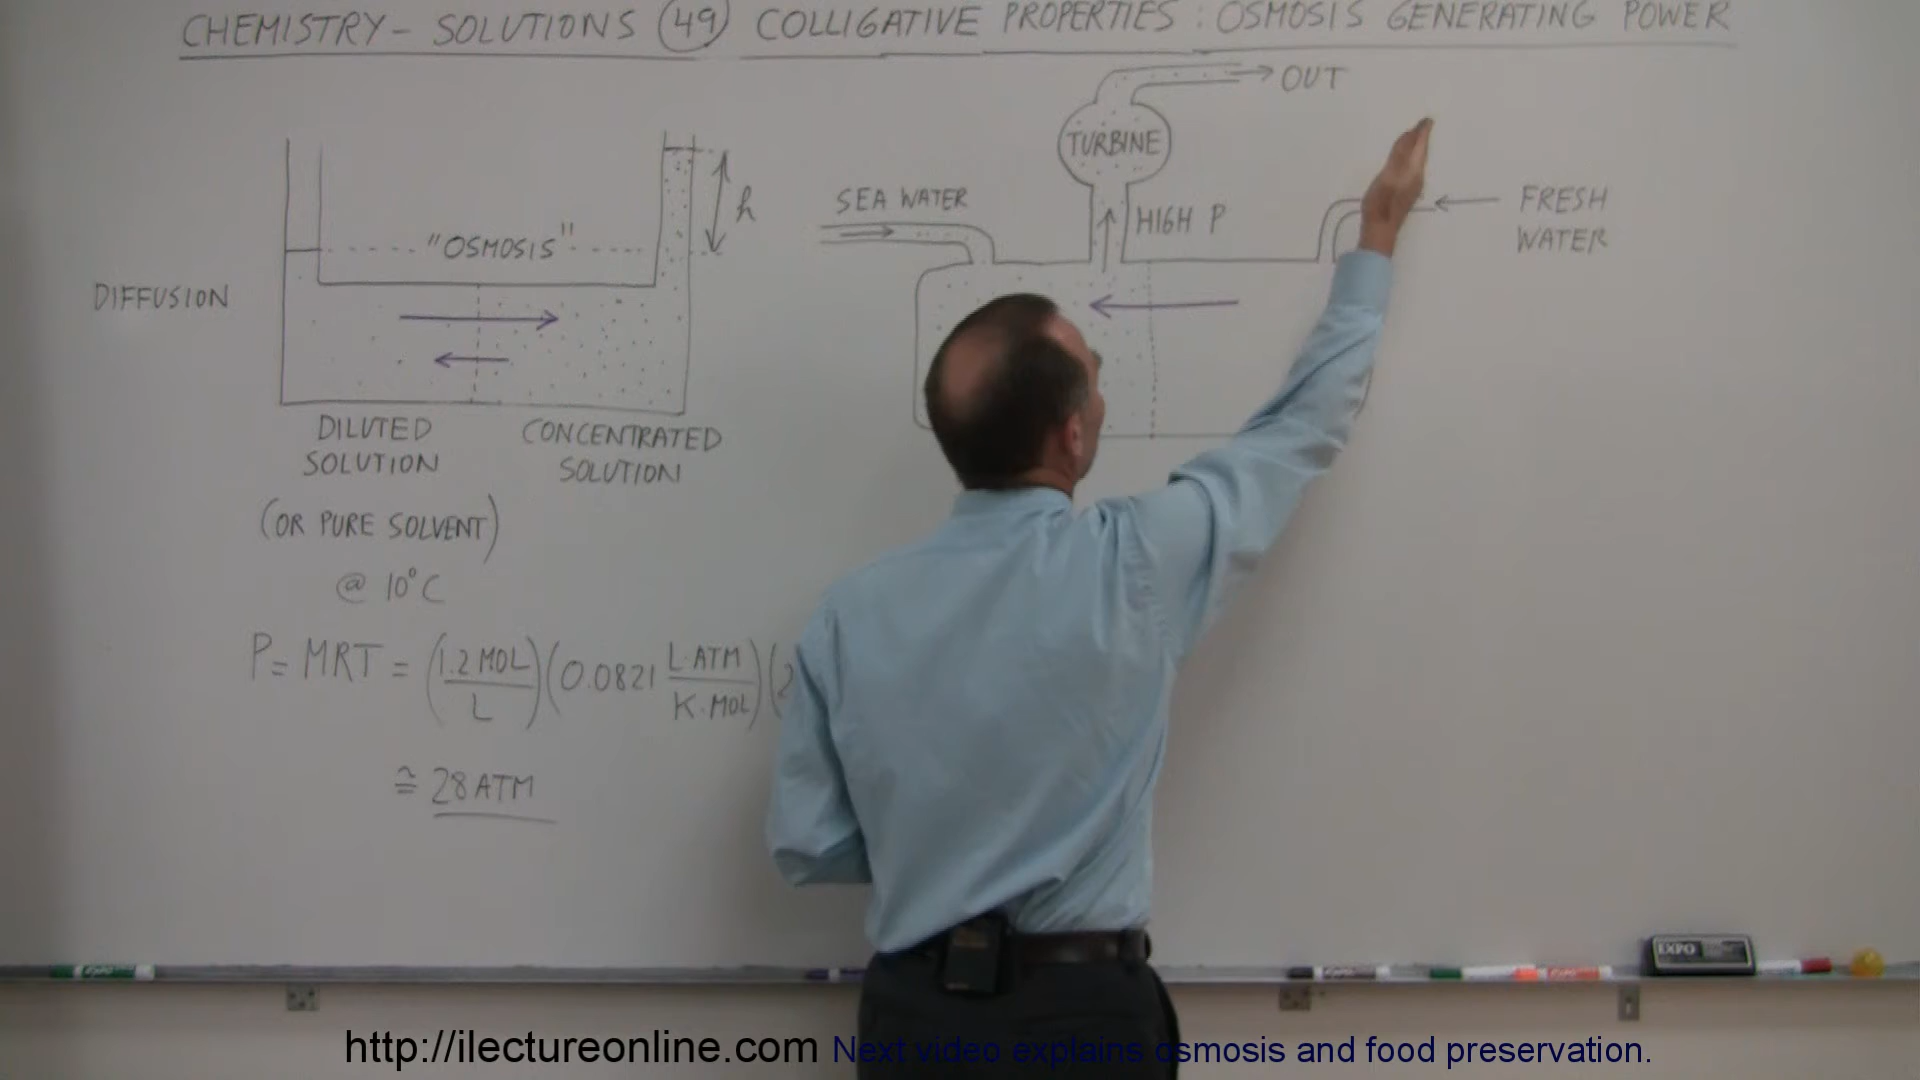 CHEMISTRY - SOLUTIONS 49 COLLIGATIVE PROPERTIES : OSMOSIS GENERATING POWER
OUT
TURBINE
SEA WATER
HIGH P
FRESH
WATER
h
"OSMOSIS"
DIFFUSION
DILUTED
SOLUTION
CONCENTRATED
SOLUTION
(OR PURE SOLVENT)
@ 10°C
P = MRT = (1.2 MOL / L) (0.0821 L·ATM / K·MOL) (2
≅ 28 ATM
EXPO
http://ilectureonline.com Next video explains osmosis and food preservation.